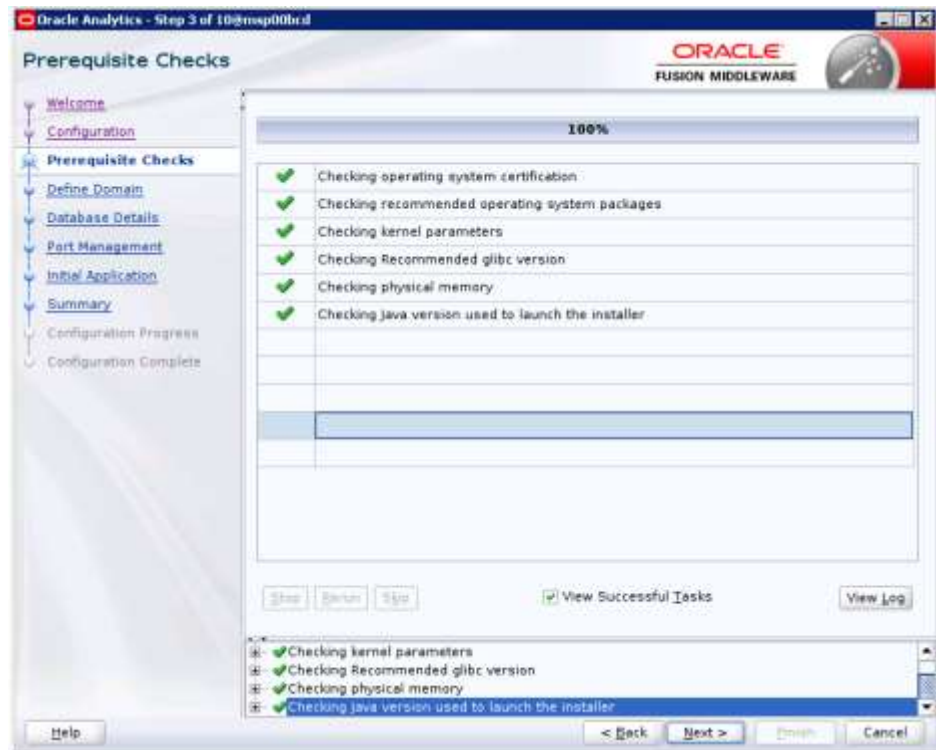 Oracle Analytics - Step 3 of 10@msp00bcd
Prerequisite Checks
ORACLE
FUSION MIDDLEWARE
Welcome
Configuration
Prerequisite Checks
Define Domain
Database Details
Port Management
Initial Application
Summary
Configuration Progress
Configuration Complete
100%
Checking operating system certification
Checking recommended operating system packages
Checking kernel parameters
Checking Recommended glibc version
Checking physical memory
Checking java version used to launch the installer
Stop Rerun Skip View Successful Tasks View Log
Checking kernel parameters
Checking Recommended glibc version
Checking physical memory
Checking java version used to launch the installer
Help < Back Next > Finish Cancel